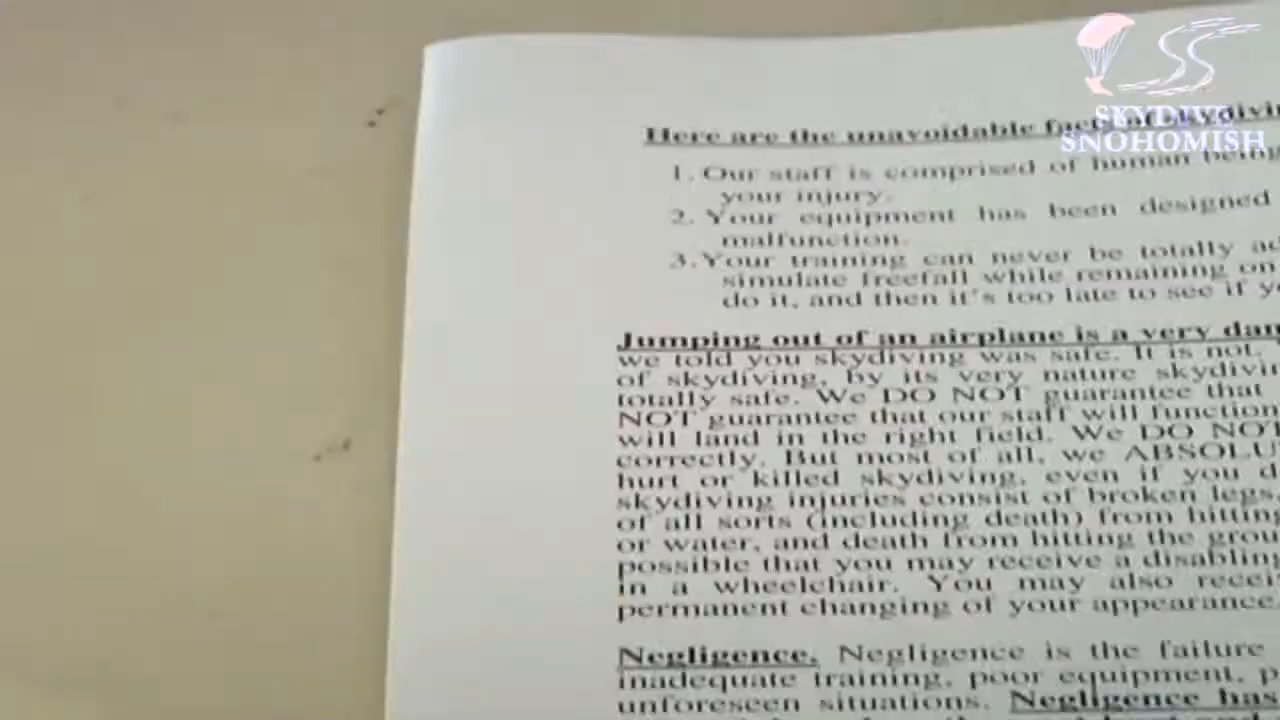 SKYDIVE
SNOHOMISH
Here are the unavoidable facts of skydivin
1. Our staff is comprised of human being
your injury.
2. Your equipment has been designed
malfunction.
3. Your training can never be totally ad
simulate freefall while remaining on
do it, and then it's too late to see if yo
Jumping out of an airplane is a very dan
we told you skydiving was safe. It is not.
of skydiving, by its very nature skydivin
totally safe. We DO NOT guarantee that
NOT guarantee that our staff will function
will land in the right field. We DO NOT
correctly. But most of all, we ABSOLU
hurt or killed skydiving, even if you d
skydiving injuries consist of broken legs,
of all sorts (including death) from hitting
or water, and death from hitting the grou
possible that you may receive a disabling
in a wheelchair. You may also recei
permanent changing of your appearance.
Negligence. Negligence is the failure
inadequate training, poor equipment, p
unforeseen situations. Negligence has